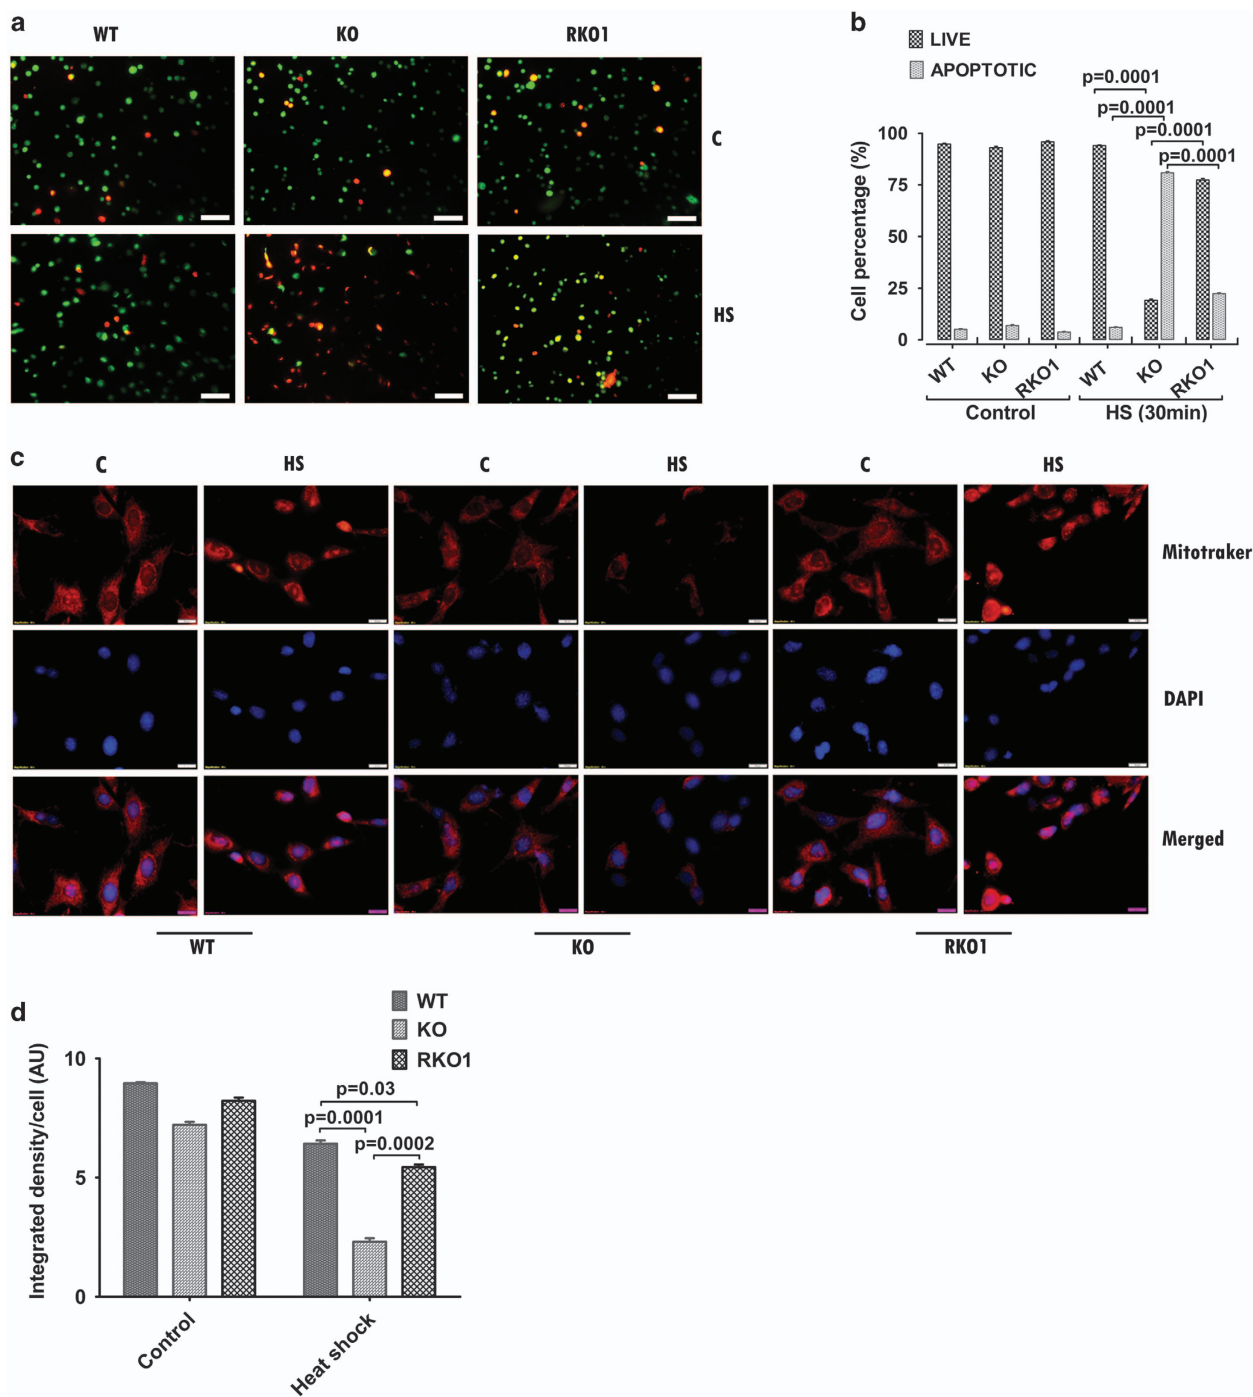 a
WT KO RKO1
C
HS
b
LIVE
APOPTOTIC
p=0.0001
p=0.0001
p=0.0001
p=0.0001
Cell percentage (%)
100
75
50
25
0
WT KO RKO1 WT KO RKO1
Control HS (30min)
c
C HS C HS C HS
Mitotraker
DAPI
Merged
WT KO RKO1
d
WT
KO
RKO1
Integrated density/cell (AU)
10
5
0
p=0.03
p=0.0001
p=0.0002
Control Heat shock